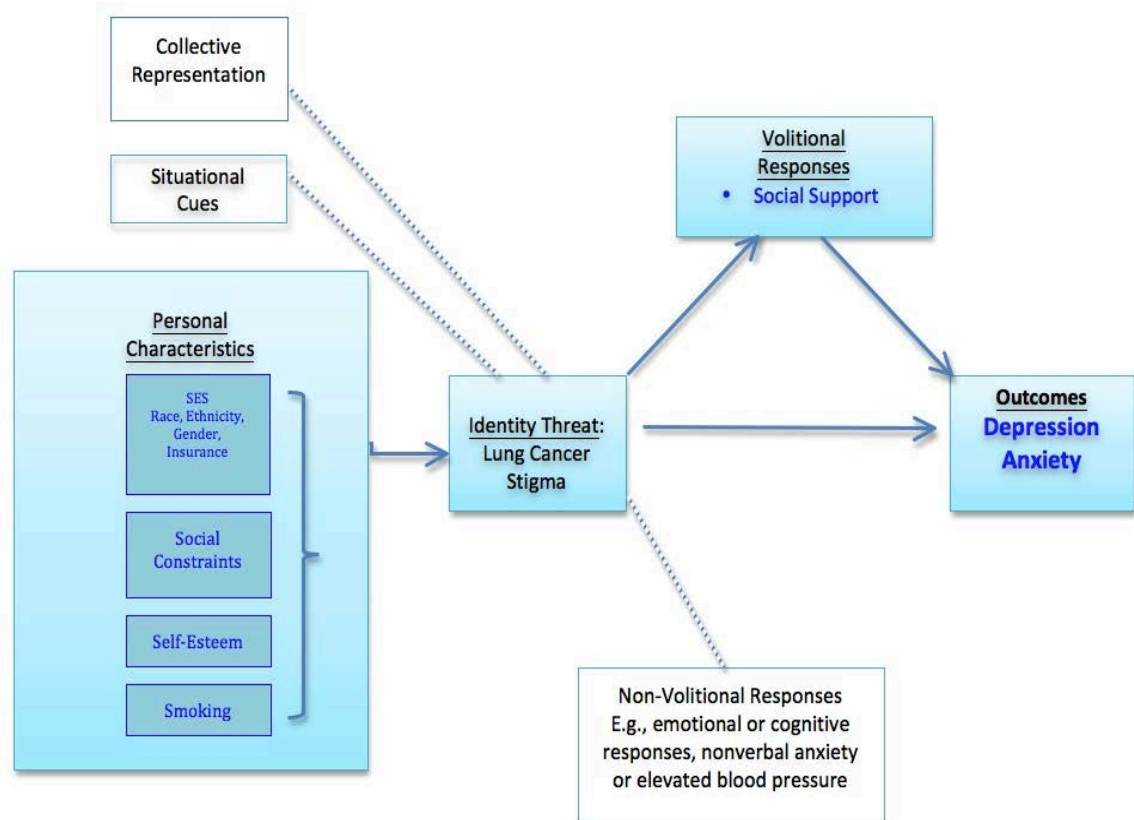 Collective
Representation
Situational
Cues
Volitional
Responses
• Social Support
Personal
Characteristics
SES
Race, Ethnicity,
Gender,
Insurance
Social
Constraints
Self-Esteem
Smoking
Identity Threat:
Lung Cancer
Stigma
Outcomes
Depression
Anxiety
Non-Volitional Responses
E.g., emotional or cognitive
responses, nonverbal anxiety
or elevated blood pressure